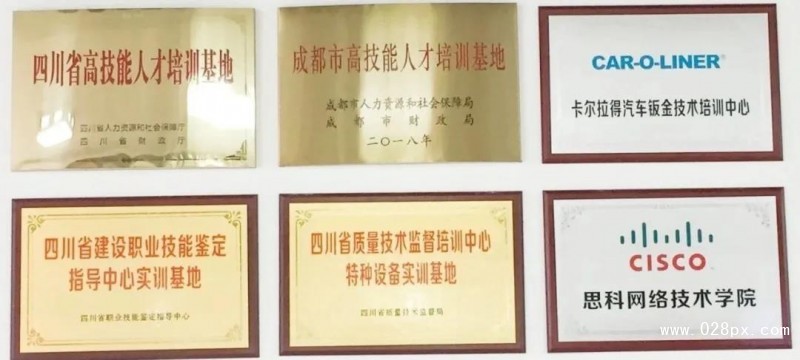 四川省高技能人才培训基地
四川省人力资源和社会保障厅
四川省财政厅
成都市高技能人才培训基地
成都市人力资源和社会保障局
成都市财政局
二〇一八年
CAR-O-LINER®
卡尔拉得汽车钣金技术培训中心
四川省建设职业技能鉴定
指导中心实训基地
四川省职业技能鉴定指导中心
四川省质量技术监督培训中心
特种设备实训基地
四川省质量技术监督局
CISCO
思科网络技术学院
www.028px.com